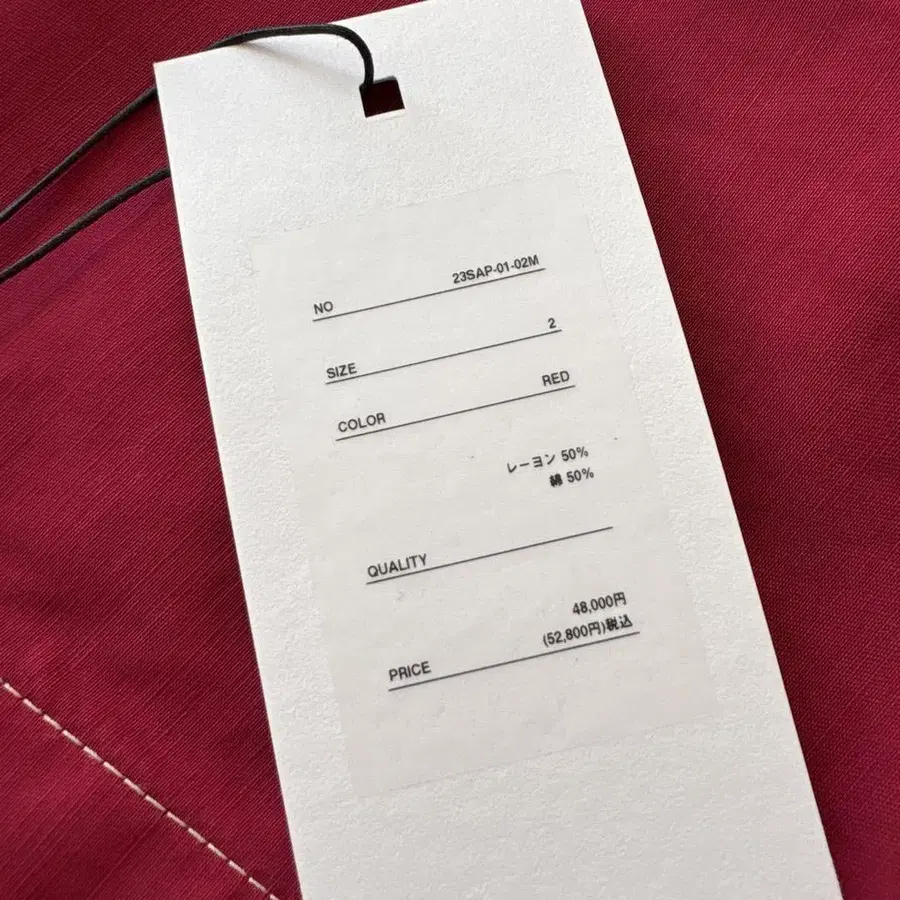 NO 23SAP-01-02M
SIZE 2
COLOR RED
レーヨン 50%
綿 50%
QUALITY
48,000円
(52,800円)税込
PRICE